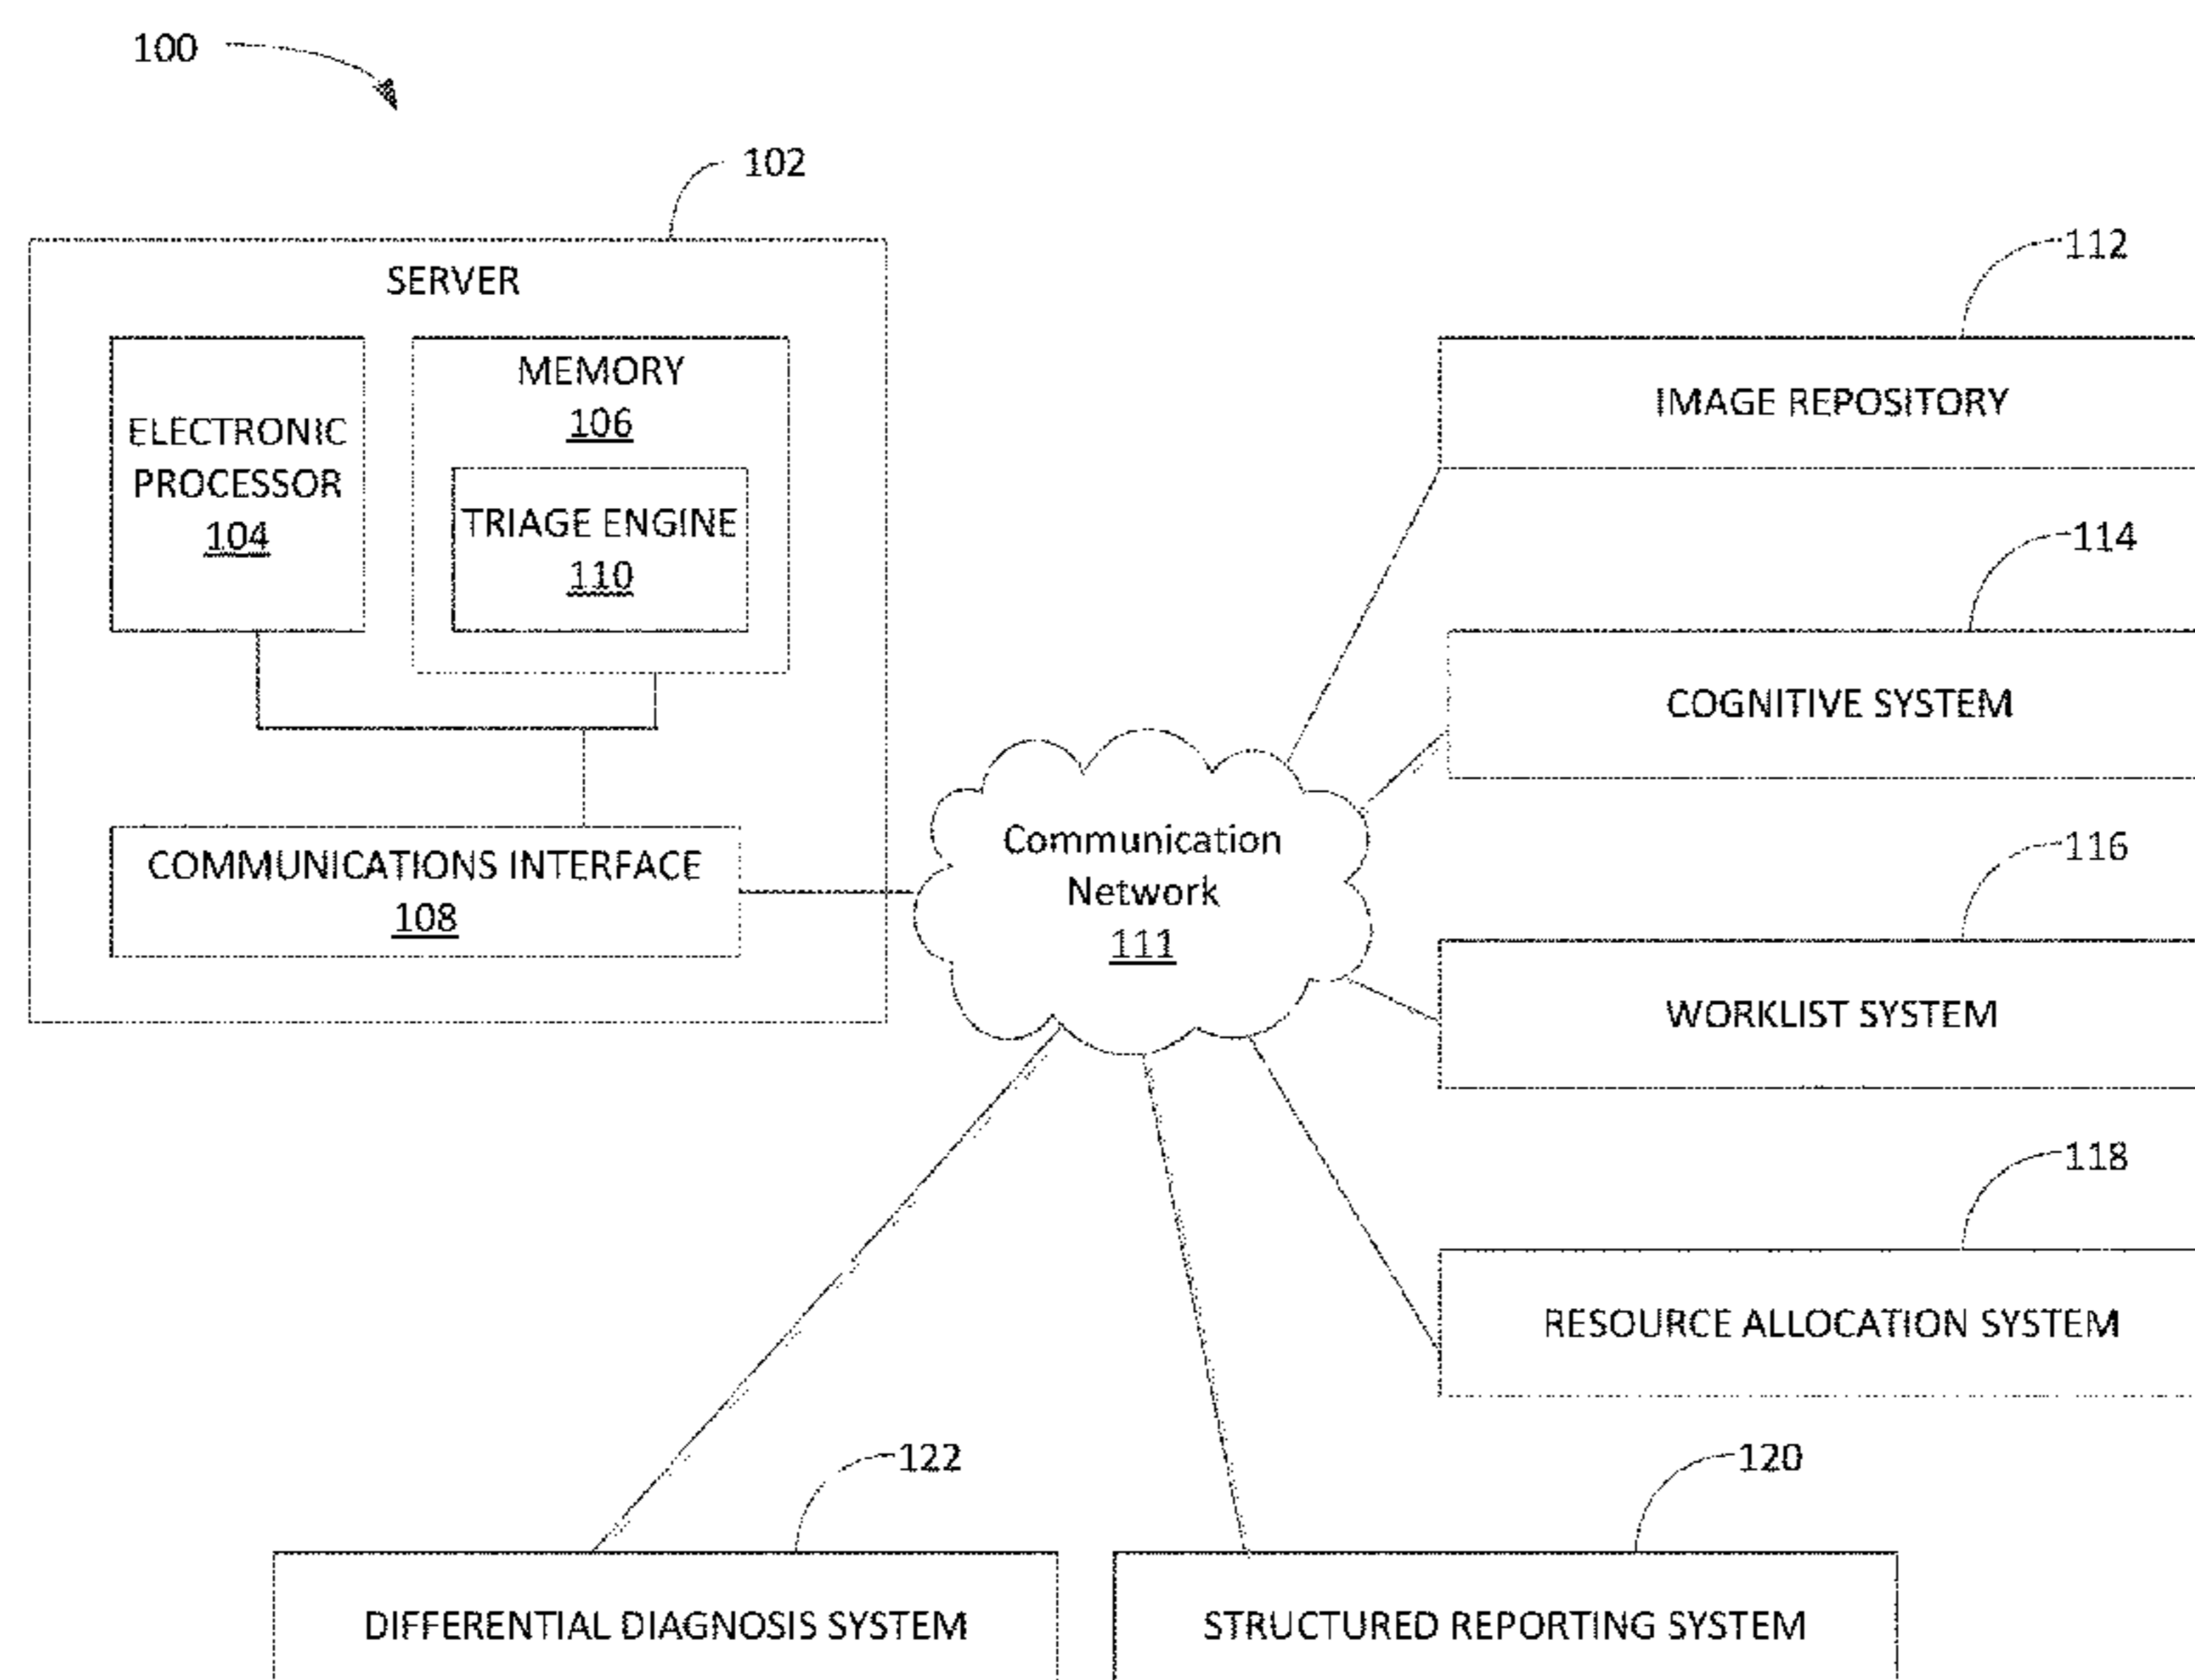 100
102
SERVER
ELECTRONIC
PROCESSOR
104
MEMORY
106
TRIAGE ENGINE
110
COMMUNICATIONS INTERFACE
108
Communication
Network
111
112
IMAGE REPOSITORY
114
COGNITIVE SYSTEM
116
WORKLIST SYSTEM
118
RESOURCE ALLOCATION SYSTEM
122
DIFFERENTIAL DIAGNOSIS SYSTEM
120
STRUCTURED REPORTING SYSTEM